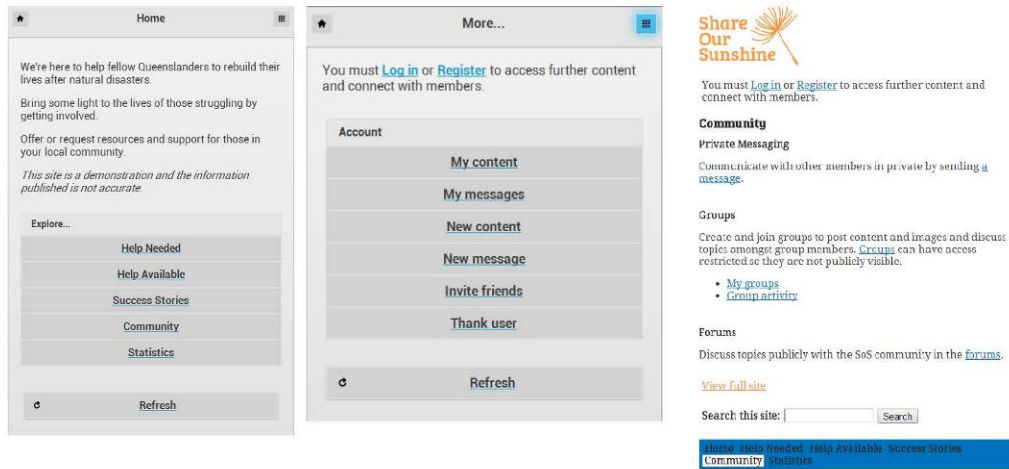 Home
We're here to help fellow Queenslanders to rebuild their
lives after natural disasters.
Bring some light to the lives of those struggling by
getting involved.
Offer or request resources and support for those in
your local community.
This site is a demonstration and the information
published is not accurate.
Explore...
Help Needed
Help Available
Success Stories
Community
Statistics
Refresh
More...
You must Log in or Register to access further content
and connect with members.
Account
My content
My messages
New content
New message
Invite friends
Thank user
Refresh
Share
Our
Sunshine
You must Log in or Register to access further content and
connect with members.
Community
Private Messaging
Communicate with other members in private by sending a
message.
Groups
Create and join groups to post content and images and discuss
topics amongst group members. Groups can have access
restricted so they are not publicly visible.
• My groups
• Group activity
Forums
Discuss topics publicly with the SoS community in the forums.
View full site
Search this site: Search
Home Help Needed Help Available Success Stories
Community Statistics